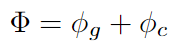 Φ = ϕ_g + ϕ_c